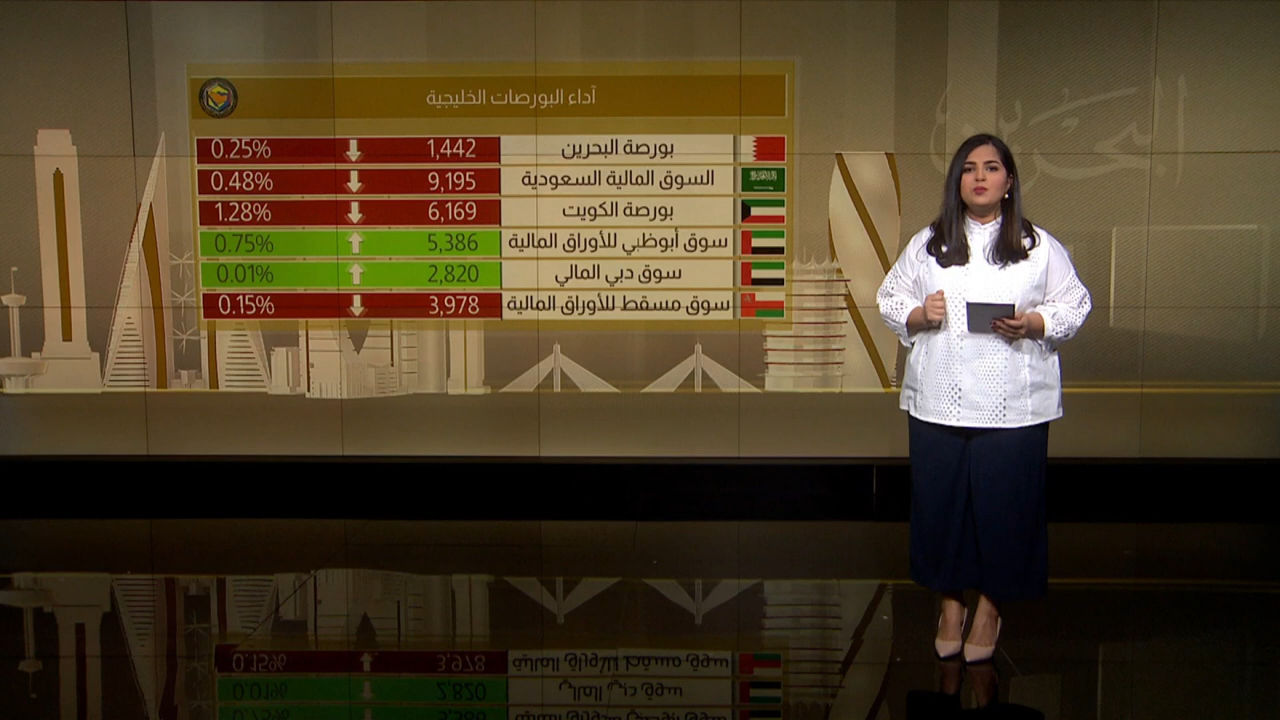 آداء البورصات الخليجية
بورصة البحرين 1,442 0.25%
السوق المالية السعودية 9,195 0.48%
بورصة الكويت 6,169 1.28%
سوق أبوظبي للأوراق المالية 5,386 0.75%
سوق دبي المالي 2,820 0.01%
سوق مسقط للأوراق المالية 3,978 0.15%
البحرين